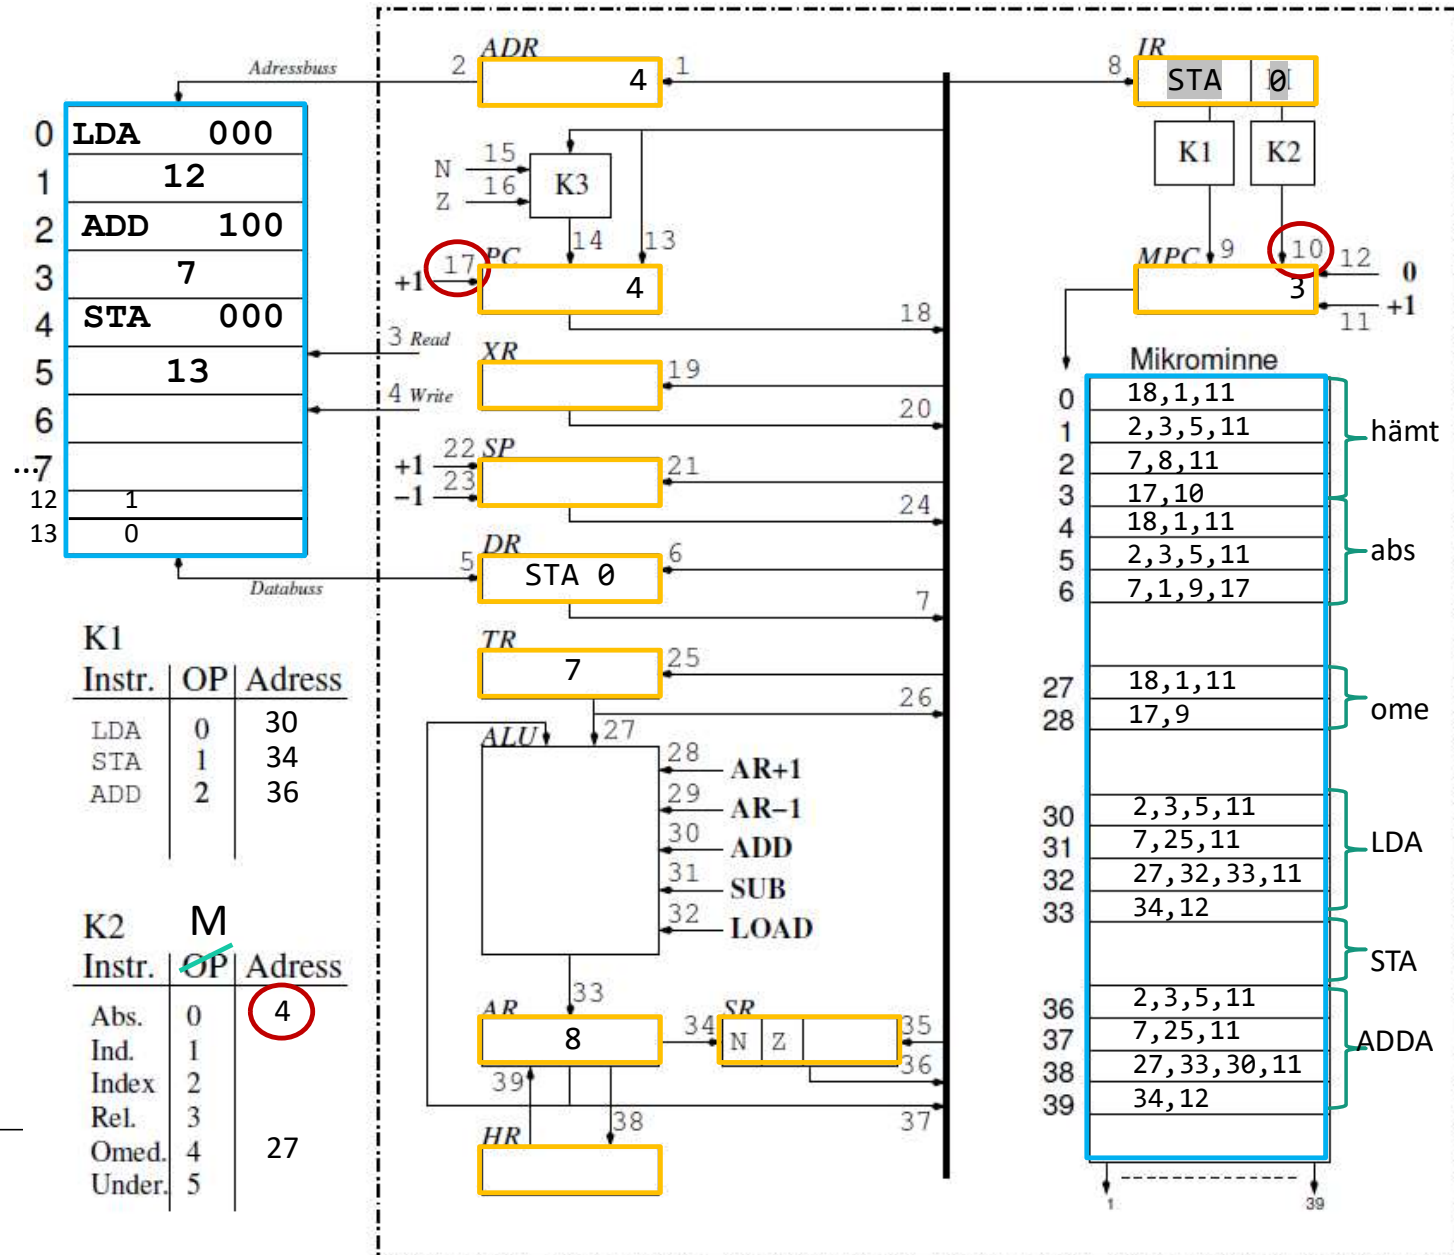 Adressbuss
2
ADR
4
1
8
IR
STA
0
0 LDA 000
1 12
2 ADD 100
3 7
4 STA 000
5 13
6
...7
12 1
13 0
N 15
Z 16
K3
14
13
K1
K2
9
10
+1 17
PC
4
18
MPC
3
12 0
11 +1
3 Read
4 Write
XR
19
20
+1 22
-1 23
SP
21
24
Databuss
5
DR
STA 0
6
7
TR
7
25
26
27
ALU
28 AR+1
29 AR-1
30 ADD
31 SUB
32 LOAD
33
AR
8
34
SR
N Z
35
36
37
39
38
HR
Mikrominne
0 18,1,11
1 2,3,5,11
2 7,8,11
3 17,10
hämt
4 18,1,11
5 2,3,5,11
6 7,1,9,17
abs
27 18,1,11
28 17,9
ome
30 2,3,5,11
31 7,25,11
32 27,32,33,11
33 34,12
LDA
STA
36 2,3,5,11
37 7,25,11
38 27,33,30,11
39 34,12
ADDA
1
39
K1
Instr. OP Adress
LDA 0 30
STA 1 34
ADD 2 36
K2 M
Instr. OP Adress
Abs. 0 4
Ind. 1
Index 2
Rel. 3
Omed. 4 27
Under. 5